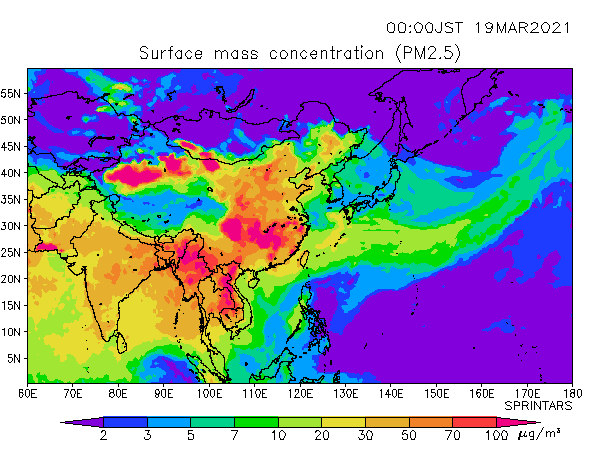 00:00JST 19MAR2021
Surface mass concentration (PM2.5)
55N
50N
45N
40N
35N
30N
25N
20N
15N
10N
5N
60E 70E 80E 90E 100E 110E 120E 130E 140E 150E 160E 170E 180
SPRINTARS
2 3 5 7 10 20 30 50 70 100 μg/m³